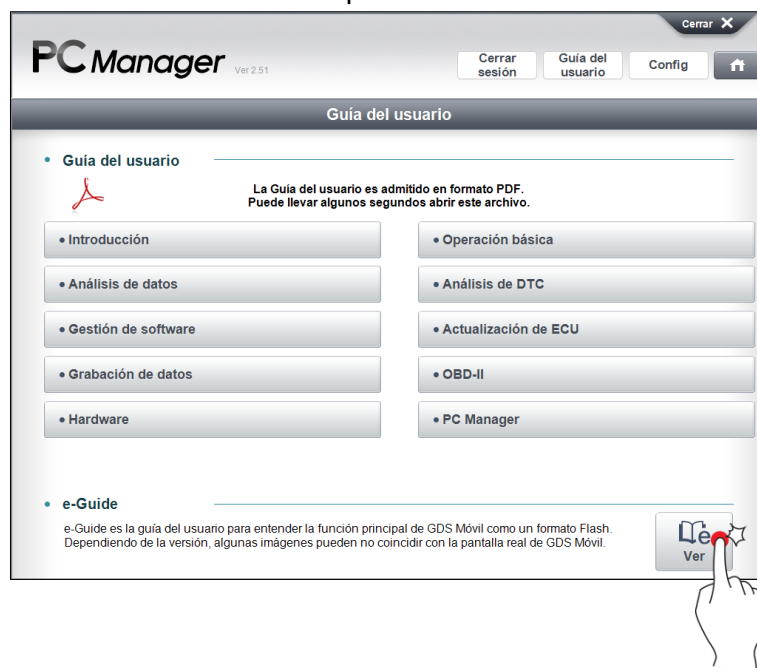 Cerrar X
PC Manager Ver 2.51
Cerrar sesión
Guía del usuario
Config
Guía del usuario
• Guía del usuario
La Guía del usuario es admitido en formato PDF.
Puede llevar algunos segundos abrir este archivo.
• Introducción
• Operación básica
• Análisis de datos
• Análisis de DTC
• Gestión de software
• Actualización de ECU
• Grabación de datos
• OBD-II
• Hardware
• PC Manager
• e-Guide
e-Guide es la guía del usuario para entender la función principal de GDS Móvil como un formato Flash.
Dependiendo de la versión, algunas imágenes pueden no coincidir con la pantalla real de GDS Móvil.
e
Ver